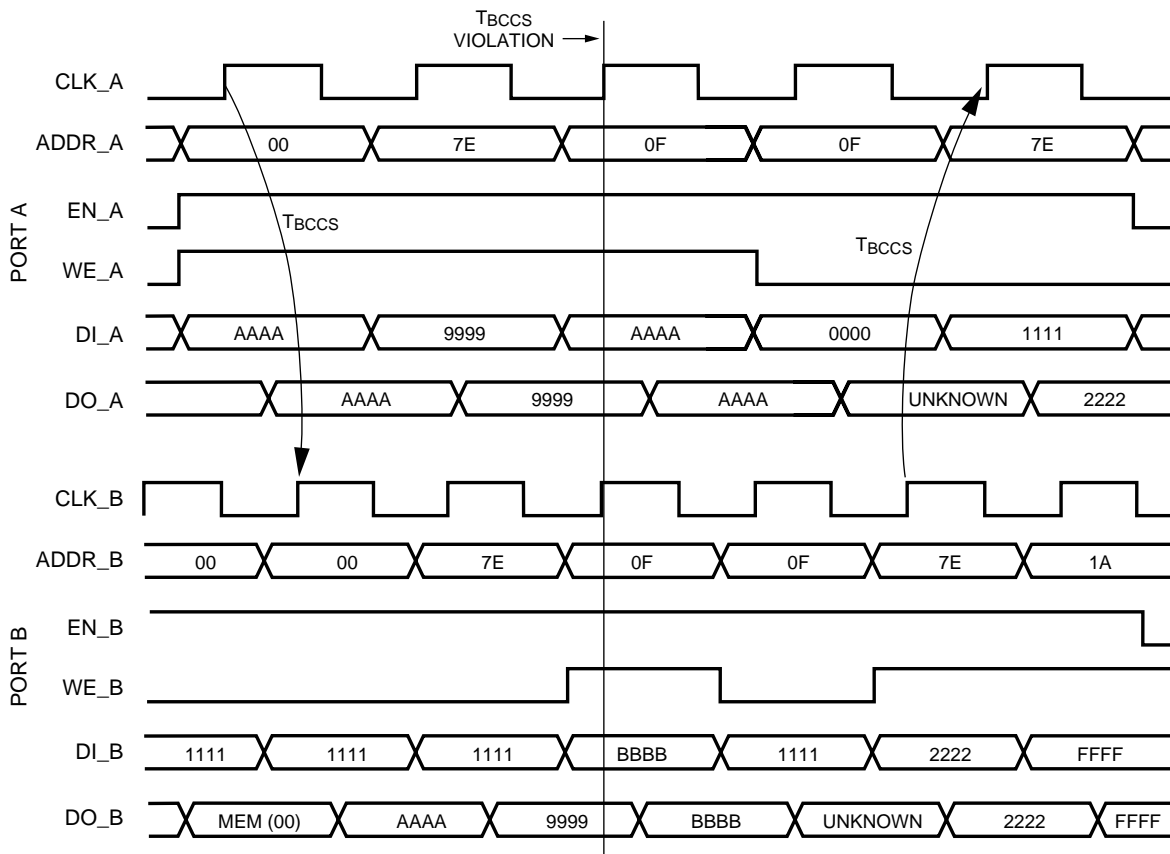 TBCCS
VIOLATION
CLK_A
ADDR_A 00 7E 0F 0F 7E
PORT A
EN_A
TBCCS
TBCCS
WE_A
DI_A AAAA 9999 AAAA 0000 1111
DO_A AAAA 9999 AAAA UNKNOWN 2222
CLK_B
ADDR_B 00 00 7E 0F 0F 7E 1A
PORT B
EN_B
WE_B
DI_B 1111 1111 1111 BBBB 1111 2222 FFFF
DO_B MEM (00) AAAA 9999 BBBB UNKNOWN 2222 FFFF